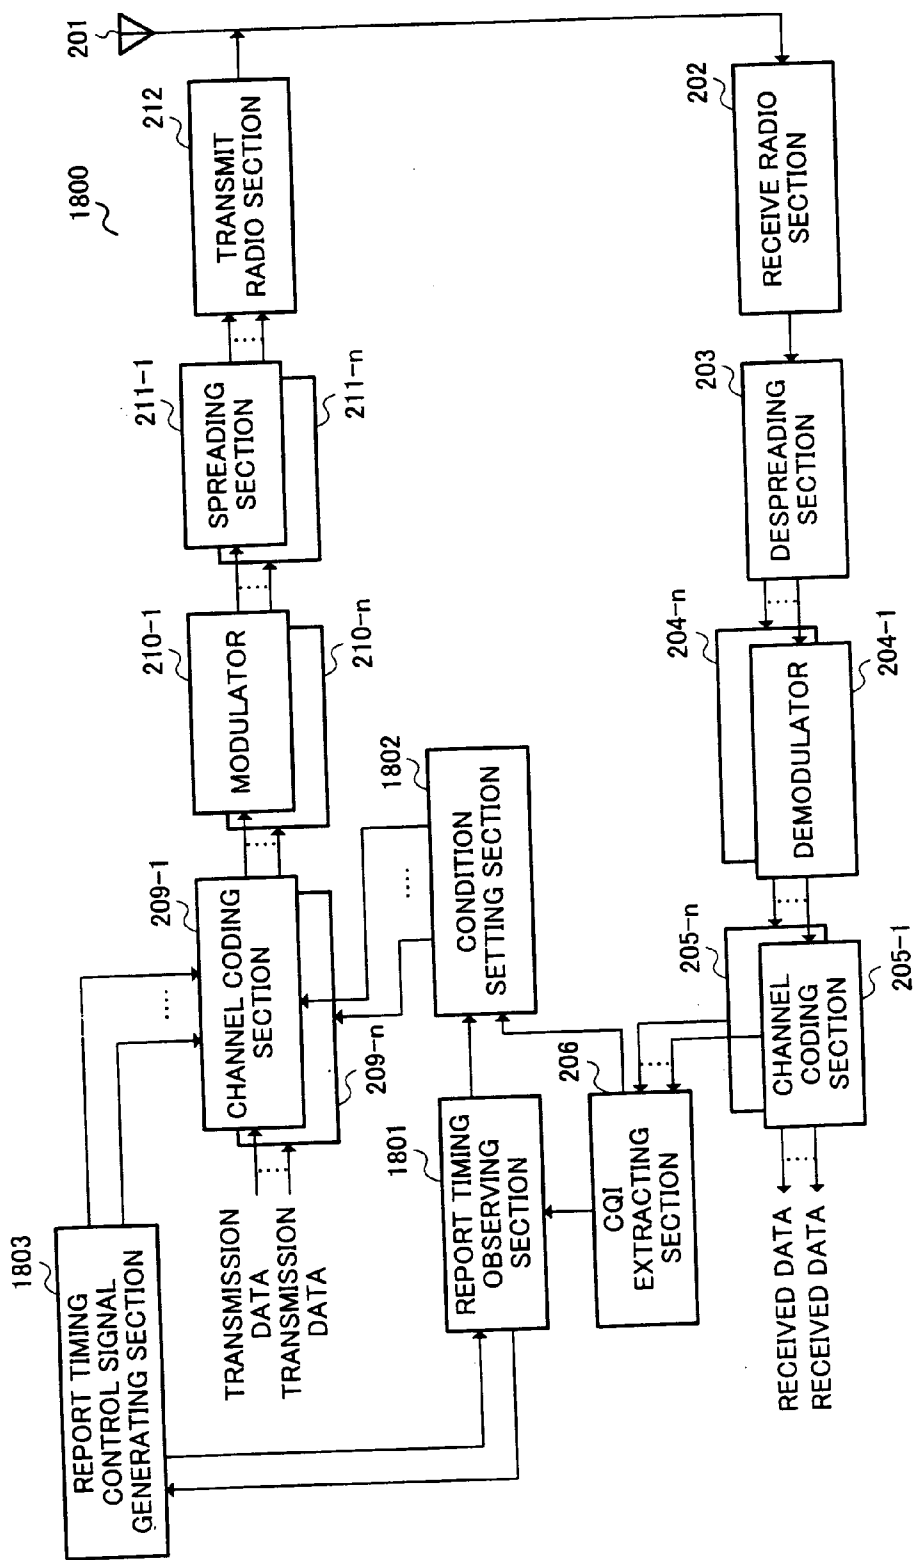 1800
201
212
TRANSMIT
RADIO SECTION
211-1
SPREADING
SECTION
211-n
210-1
MODULATOR
210-n
209-1
CHANNEL CODING
SECTION
209-n
1803
REPORT TIMING
CONTROL SIGNAL
GENERATING SECTION
TRANSMISSION
DATA
TRANSMISSION
DATA
1802
CONDITION
SETTING SECTION
1801
REPORT TIMING
OBSERVING
SECTION
206
CQI
EXTRACTING
SECTION
202
RECEIVE RADIO
SECTION
203
DESPREADING
SECTION
204-n
DEMODULATOR
204-1
205-n
CHANNEL
CODING
SECTION
205-1
RECEIVED DATA
RECEIVED DATA